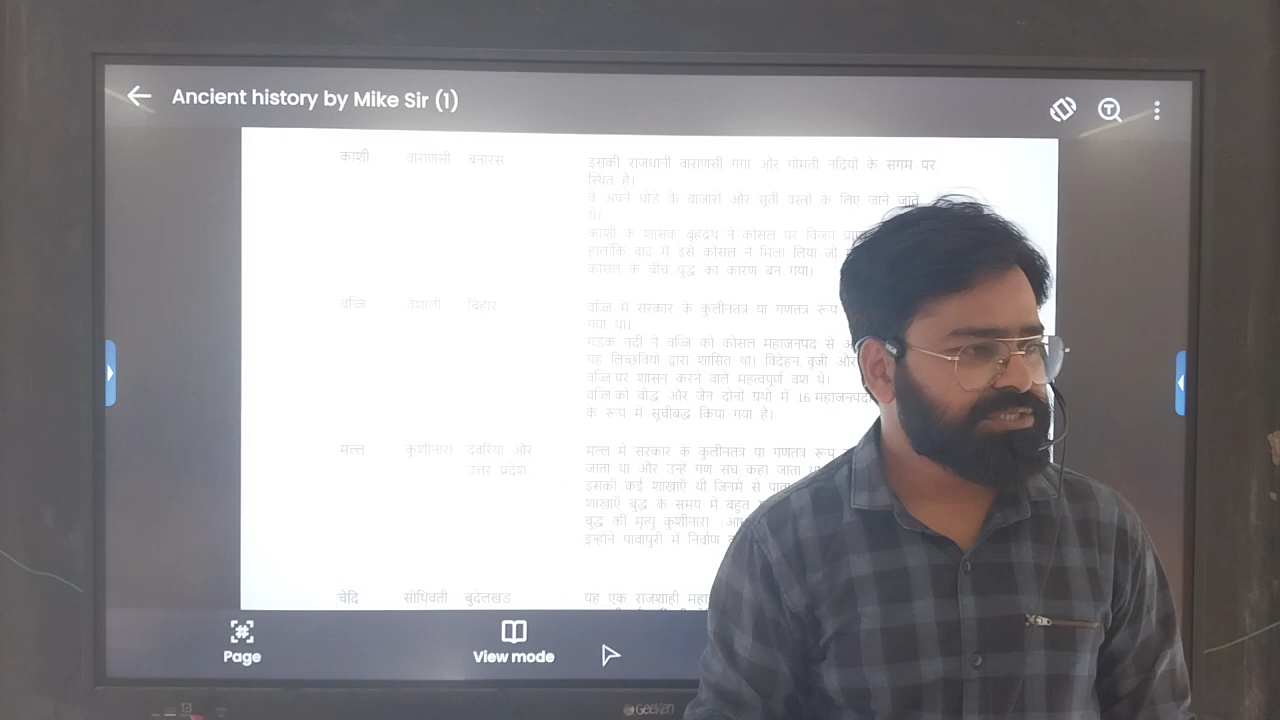 Ancient history by Mike Sir (1)
काशी वाराणसी बनारस इसकी राजधानी वाराणसी गंगा और गोमती नदियों के संगम पर
स्थित है।
वे अपने घोड़े के बाजारों और सूती वस्त्रों के लिए जाने जाते
थे।
काशी के शासक बृहद्रथ ने कोसल पर विजय
हालांकि बाद में इसे कोसल ने मिला लिया, जो
कोसल के बीच युद्ध का कारण बन गया।
वज्जि वैशाली बिहार वज्जि में सरकार के कुलीनतंत्र या गणतंत्र रूप
गया था।
गंडक नदी ने वज्जि को कोसल महाजनपद से
यह लिच्छवियों द्वारा शासित था। विदेहन, वृजी और
वज्जि पर शासन करने वाले महत्वपूर्ण वंश थे।
वज्जि को बौद्ध और जैन दोनों ग्रंथों में 16 महाजनपदों
के रूप में सूचीबद्ध किया गया है।
मल्ल कुशीनारा देवरिया और मल्ल में सरकार के कुलीनतंत्र या गणतंत्र रूप
उत्तर प्रदेश जाता था और उन्हें गण संघ कहा जाता
इसकी कई शाखाएँ थीं जिनमें से
शाखाएँ बुद्ध के समय में बहुत
बुद्ध की मृत्यु कुशीनारा
इन्होंने पावापुरी में निर्वाण
चेदि सोथिवती बुंदेलखंड यह एक राजशाही
Page View mode
GeeKen